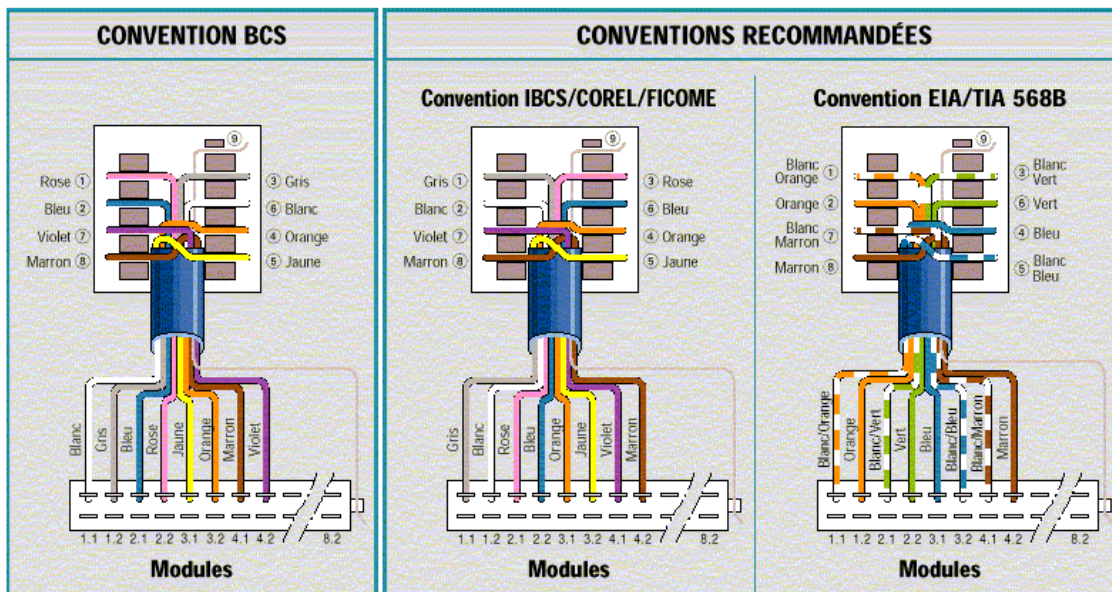 CONVENTION BCS
CONVENTIONS RECOMMANDÉES
Convention IBCS/COREL/FICOME
Convention EIA/TIA 568B
9
Rose 1
3 Gris
Bleu 2
6 Blanc
Violet 7
4 Orange
Marron 8
5 Jaune
Blanc
Gris
Bleu
Rose
Jaune
Orange
Marron
Violet
1.1 1.2 2.1 2.2 3.1 3.2 4.1 4.2 8.2
Modules
9
Gris 1
3 Rose
Blanc 2
6 Bleu
Violet 7
4 Orange
Marron 8
5 Jaune
Gris
Blanc
Rose
Bleu
Orange
Jaune
Violet
Marron
1.1 1.2 2.1 2.2 3.1 3.2 4.1 4.2 8.2
Modules
9
Blanc
Orange 1
3 Blanc
Vert
Orange 2
6 Vert
Blanc
Marron 7
4 Bleu
Marron 8
5 Blanc
Bleu
Blanc/Orange
Orange
Blanc/Vert
Vert
Bleu
Blanc/Bleu
Blanc/Marron
Marron
1.1 1.2 2.1 2.2 3.1 3.2 4.1 4.2 8.2
Modules